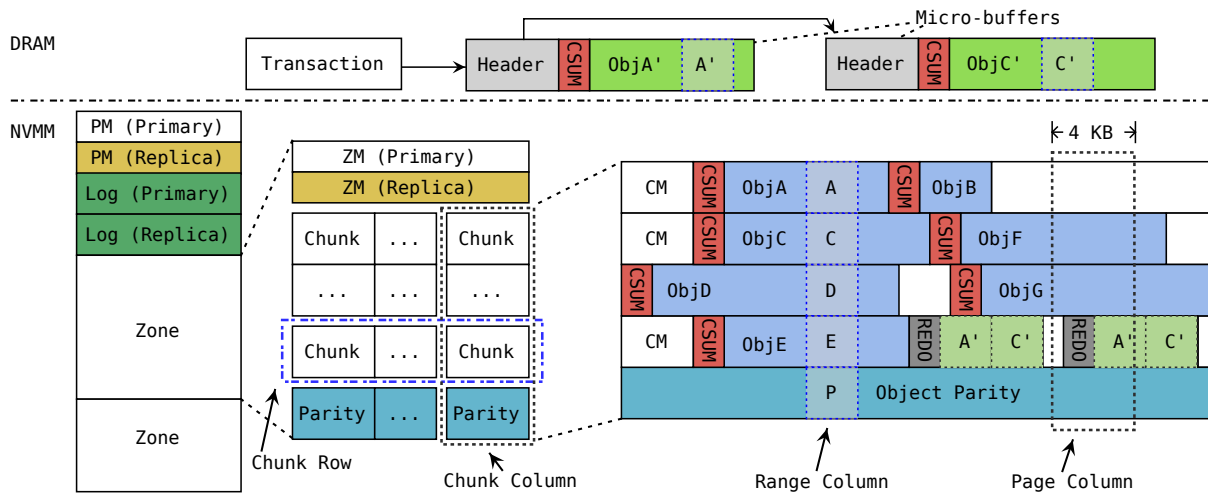 Micro-buffers
DRAM
Transaction
Header CSUM ObjA' A'
Header CSUM ObjC' C'
NVMM
PM (Primary)
PM (Replica)
Log (Primary)
Log (Replica)
Zone
Zone
ZM (Primary)
ZM (Replica)
Chunk ... Chunk
... ... ...
Chunk ... Chunk
Parity ... Parity
Chunk Row
Chunk Column
4 KB
CM CSUM ObjA A CSUM ObjB
CM CSUM ObjC C CSUM ObjF
CSUM ObjD D CSUM ObjG
CM CSUM ObjE E REDO A' C' REDO A' C'
P Object Parity
Range Column
Page Column